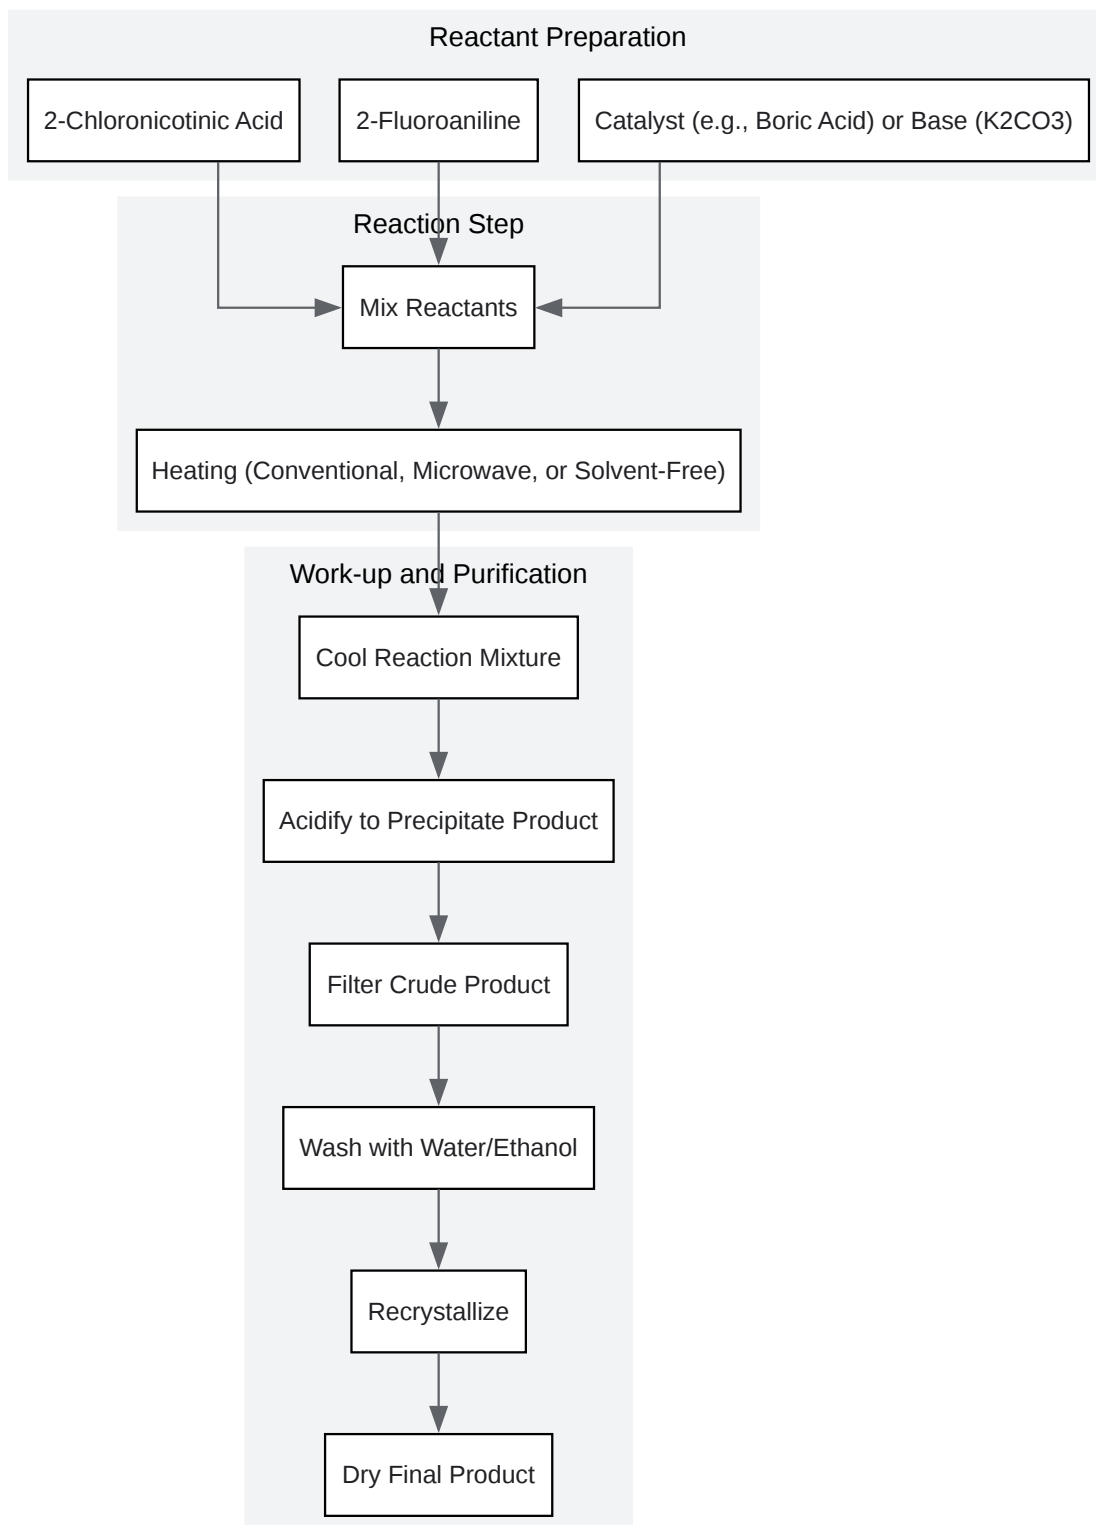 Reactant Preparation
2-Chloronicotinic Acid
2-Fluoroaniline
Catalyst (e.g., Boric Acid) or Base (K2CO3)
Reaction Step
Mix Reactants
Heating (Conventional, Microwave, or Solvent-Free)
Work-up and Purification
Cool Reaction Mixture
Acidify to Precipitate Product
Filter Crude Product
Wash with Water/Ethanol
Recrystallize
Dry Final Product